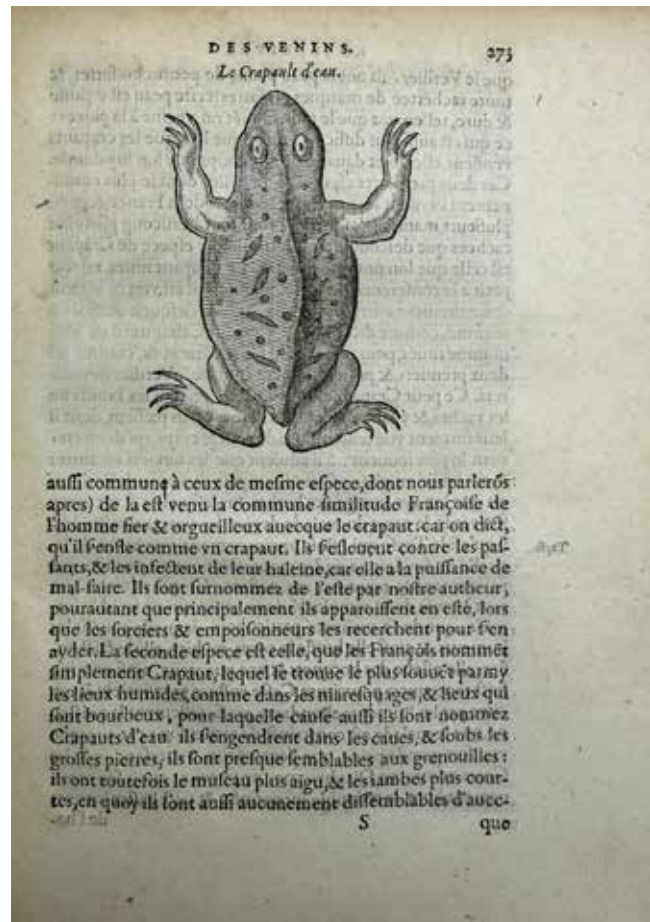 DES VENINS.
273
Le Crapault d'eau.
aussi commune à ceux de mesme espece, dont nous parlerõs
apres) de la est venu la commune similitude Françoise de
l'homme fier & orgueilleux auecque le crapaut: car on dict,
qu'il s'enfle comme vn crapaut. Ils s'esleuent contre les pas-
sants, & les infectent de leur haleine, car elle a la puissance de
mal-faire. Ils sont surnommez de l'esté par nostre autheur,
pourautant que principalement ils apparoissent en esté, lors
que les sorciers & empoisonneurs les recerchent pour s'en
ayder. La seconde espece est celle, que les François nommēt
simplement Crapaut, lequel se trouue le plus souuēt parmy
les lieux humides, comme dans les maresquages, & lieux qui
sont bourbeux, pour laquelle cause aussi ils sont nommez
Crapauts d'eau: ils s'engendrent dans les caues, & soubs les
grosses pierres, ils sont presque semblables aux grenouilles:
ils ont toutefois le museau plus aigu, & les iambes plus cour-
tes, en quoy ils sont aussi aucunement dissemblables d'auec-
S
que